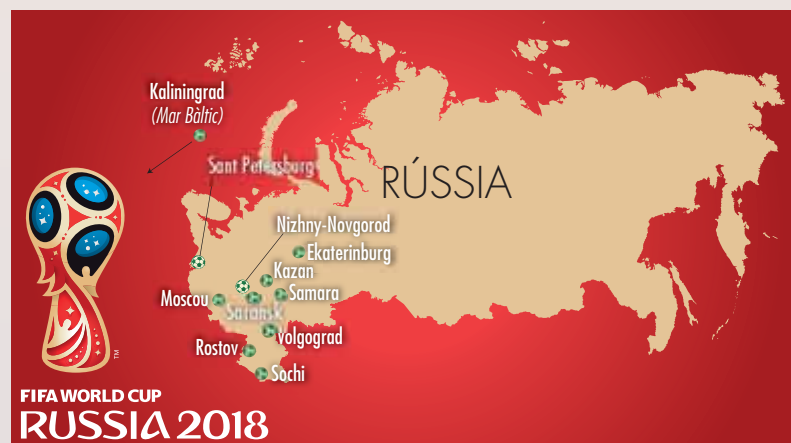 Kaliningrad
(Mar Bàltic)
Sant Petersburg
RÚSSIA
Nizhny-Novgorod
Ekaterinburg
Kazan
Moscou
Samara
Saransk
Volgograd
Rostov
Sochi
TM
FIFA WORLD CUP
RUSSIA 2018